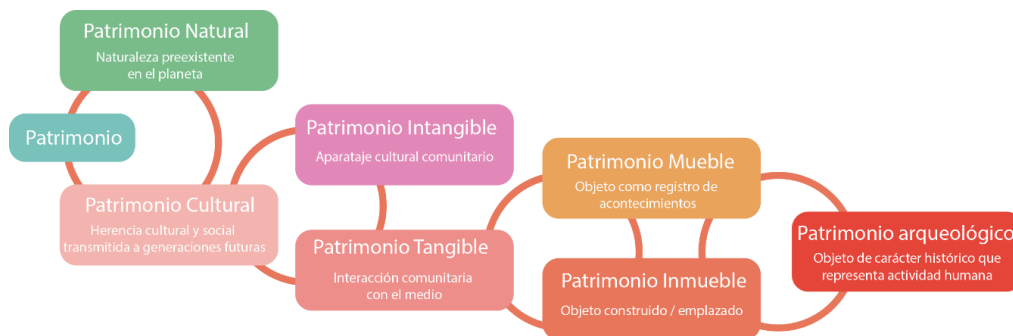 Patrimonio Natural
Naturaleza preexistente
en el planeta
Patrimonio
Patrimonio Cultural
Herencia cultural y social
transmitida a generaciones futuras
Patrimonio Intangible
Aparataje cultural comunitario
Patrimonio Tangible
Interacción comunitaria
con el medio
Patrimonio Mueble
Objeto como registro de
acontecimientos
Patrimonio Inmueble
Objeto construido / emplazado
Patrimonio arqueológico
Objeto de carácter histórico que
representa actividad humana